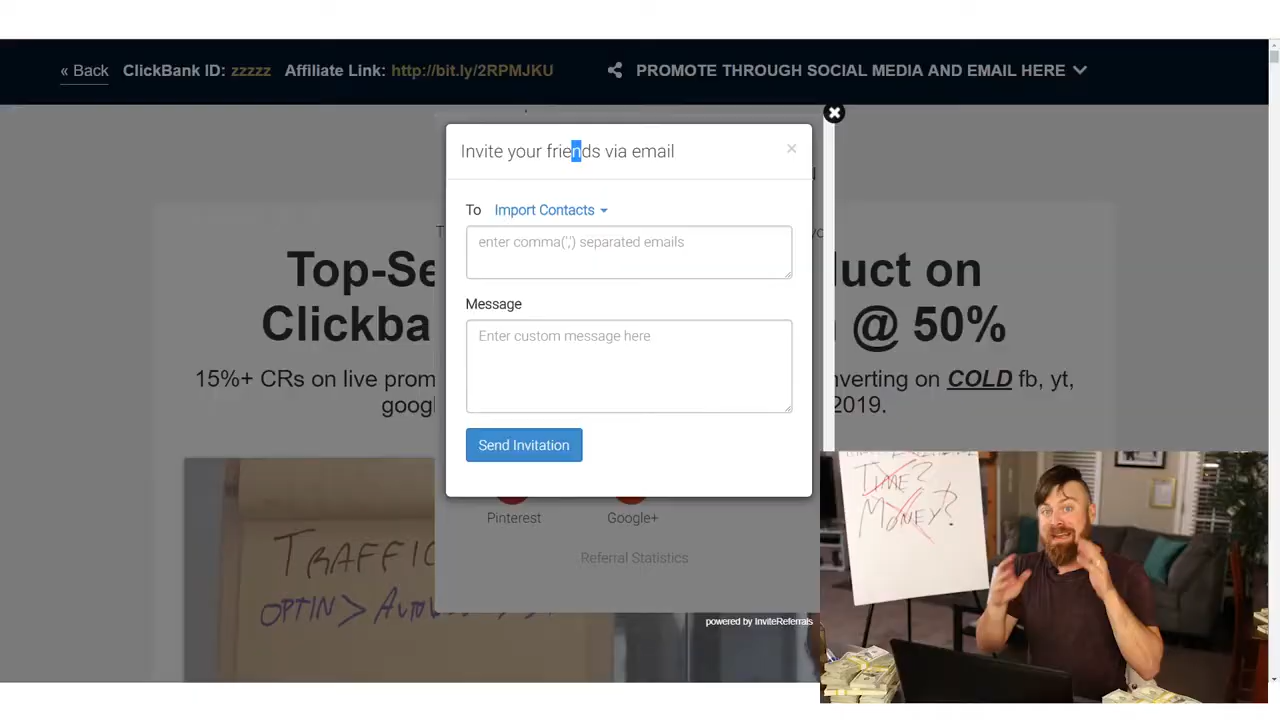 « Back ClickBank ID: zzzzz Affiliate Link: http://bit.ly/2RPMJKU PROMOTE THROUGH SOCIAL MEDIA AND EMAIL HERE
Invite your friends via email ×
To Import Contacts
enter comma(',') separated emails
Message
Enter custom message here
Send Invitation
Top-Se uct on
Clickba @ 50%
15%+ CRs on live prom verting on COLD fb, yt,
goog 2019.
Pinterest Google+
Referral Statistics
powered by InviteReferrals
TRAFFIC
OPTIN>
TIME?
MONEY?